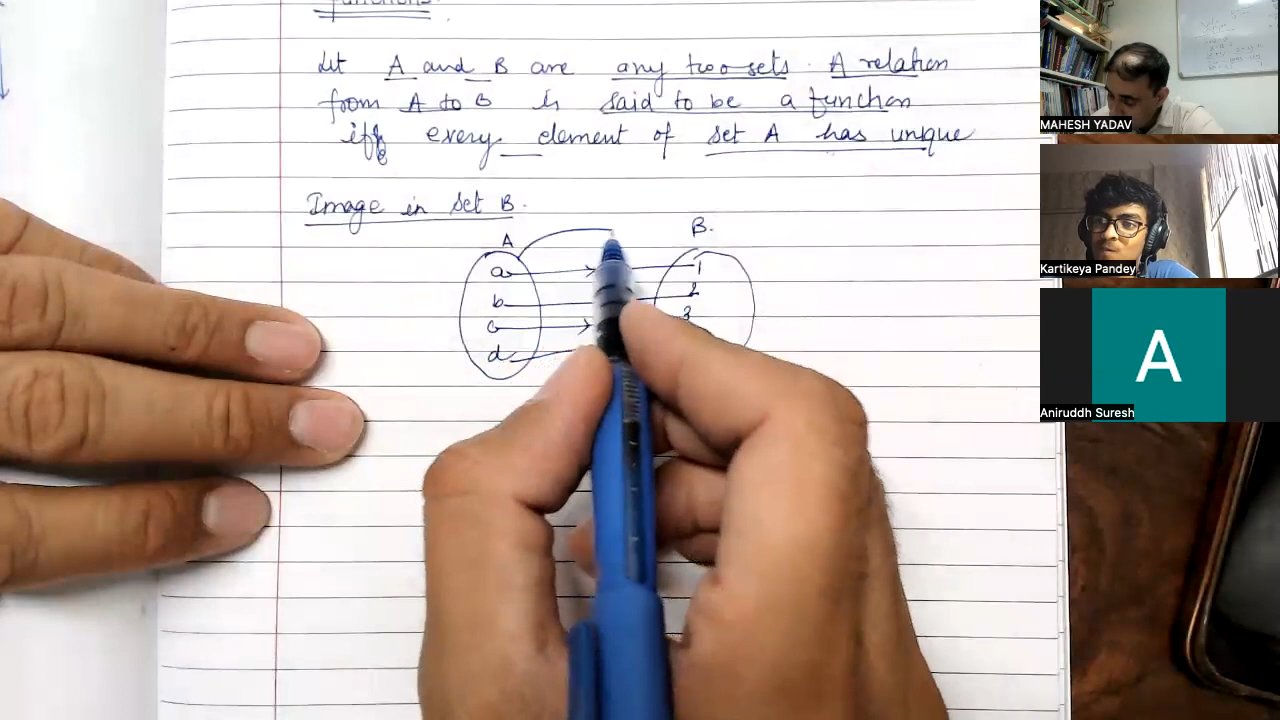 functions.
Let A and B are any two sets. A relation
from A to B is said to be a function
iff every element of set A has unique
Image in set B.
A B.
a 1
b 2
c 3
d
MAHESH YADAV
Kartikeya Pandey
A
Aniruddh Suresh